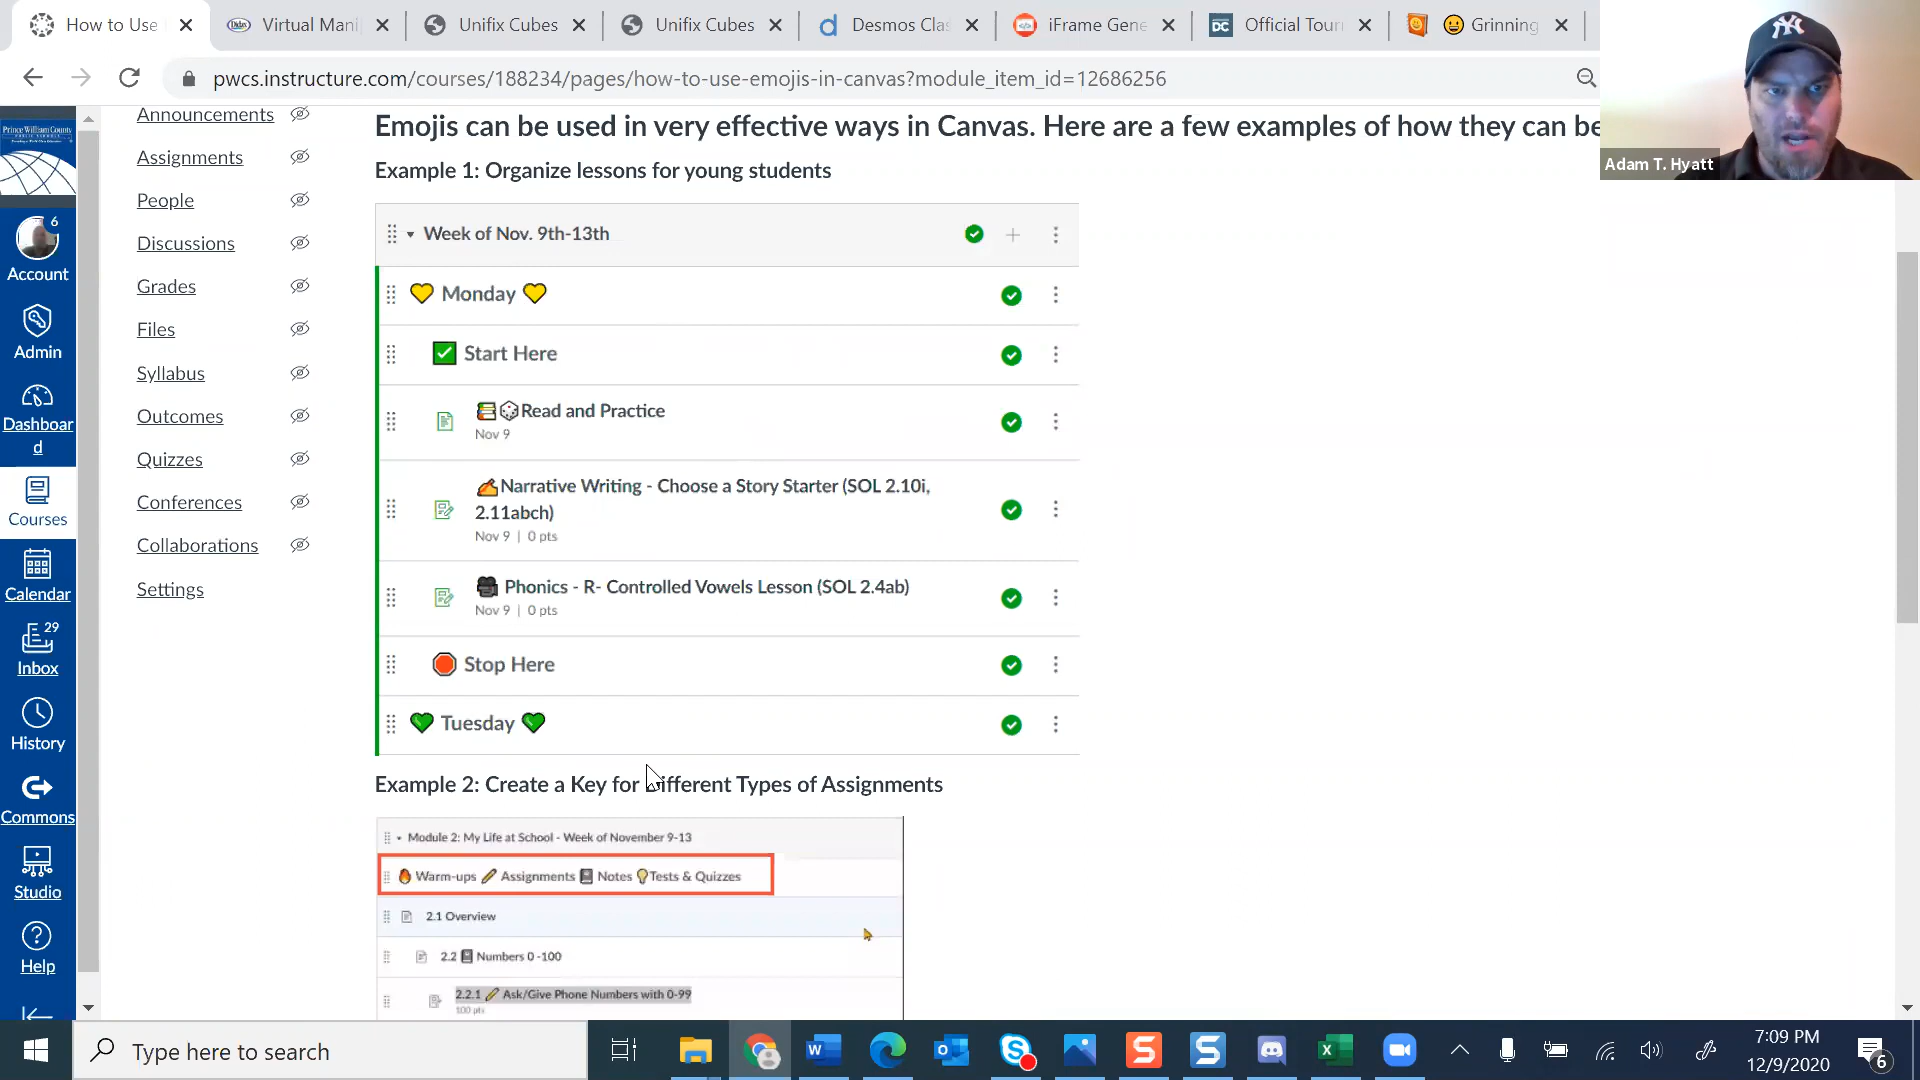 How to Use
Virtual Mani
Unifix Cubes
Unifix Cubes
Desmos Clas
iFrame Gene
Official Tour
Grinning
pwcs.instructure.com/courses/188234/pages/how-to-use-emojis-in-canvas?module_item_id=12686256
Adam T. Hyatt
Prince William County
6
Account
Admin
Dashboar
d
Courses
Calendar
29
Inbox
History
Commons
Studio
Help
Announcements
Assignments
People
Discussions
Grades
Files
Syllabus
Outcomes
Quizzes
Conferences
Collaborations
Settings
Emojis can be used in very effective ways in Canvas. Here are a few examples of how they can be
Example 1: Organize lessons for young students
Week of Nov. 9th-13th
Monday
Start Here
Read and Practice
Nov 9
Narrative Writing - Choose a Story Starter (SOL 2.10i,
2.11abch)
Nov 9 | 0 pts
Phonics - R- Controlled Vowels Lesson (SOL 2.4ab)
Nov 9 | 0 pts
Stop Here
Tuesday
Example 2: Create a Key for Different Types of Assignments
Module 2: My Life at School - Week of November 9-13
Warm-ups Assignments Notes Tests & Quizzes
2.1 Overview
2.2 Numbers 0 -100
2.2.1 Ask/Give Phone Numbers with 0-99
100 pts
Type here to search
7:09 PM
12/9/2020
6